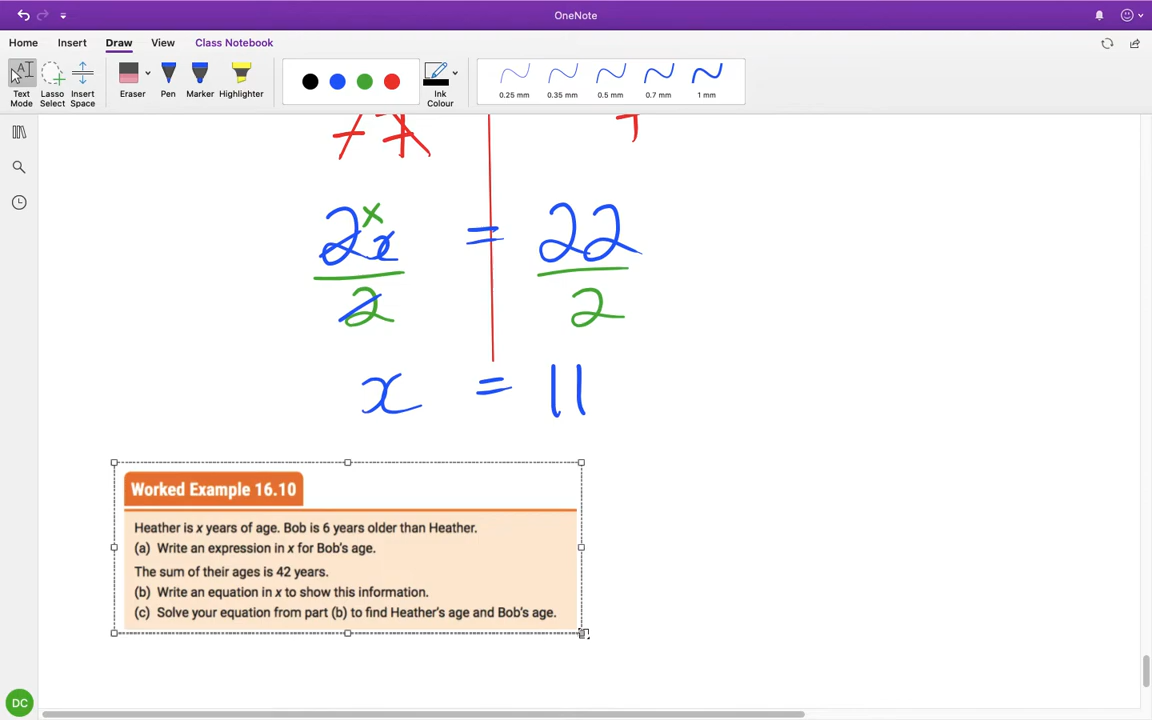 OneNote
Home Insert Draw View Class Notebook
Text Mode
Lasso Select
Insert Space
Eraser
Pen
Marker
Highlighter
Ink Colour
0.25 mm 0.35 mm 0.5 mm 0.7 mm 1 mm
2x x = 22
2 2
x = 11
Worked Example 16.10
Heather is x years of age. Bob is 6 years older than Heather.
(a) Write an expression in x for Bob's age.
The sum of their ages is 42 years.
(b) Write an equation in x to show this information.
(c) Solve your equation from part (b) to find Heather's age and Bob's age.
DC